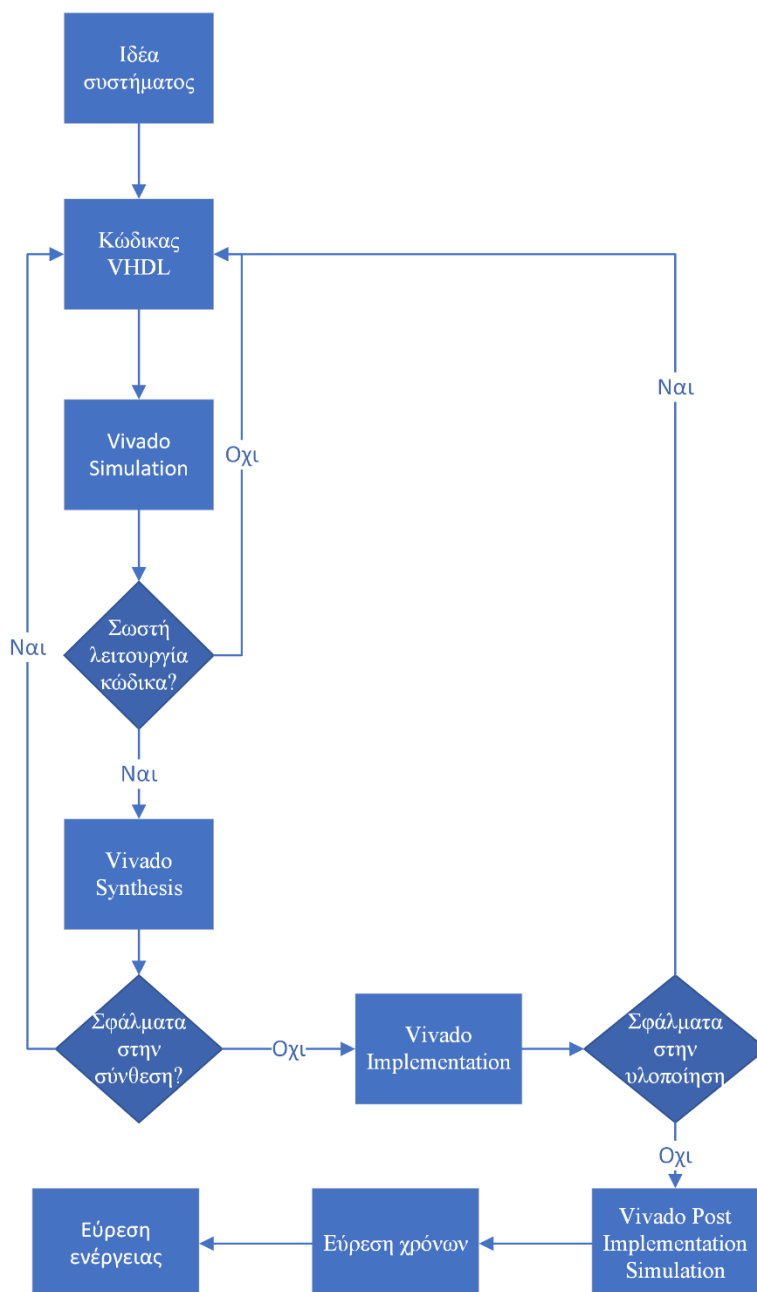 Ιδέα
συστήματος
Κώδικας
VHDL
Ναι
Vivado
Simulation
Οχι
Σωστή
λειτουργία
κώδικα?
Ναι
Ναι
Vivado
Synthesis
Σφάλματα
στην
σύνθεση?
Οχι
Vivado
Implementation
Σφάλματα
στην
υλοποίηση
Οχι
Εύρεση
ενέργειας
Εύρεση χρόνων
Vivado Post
Implementation
Simulation